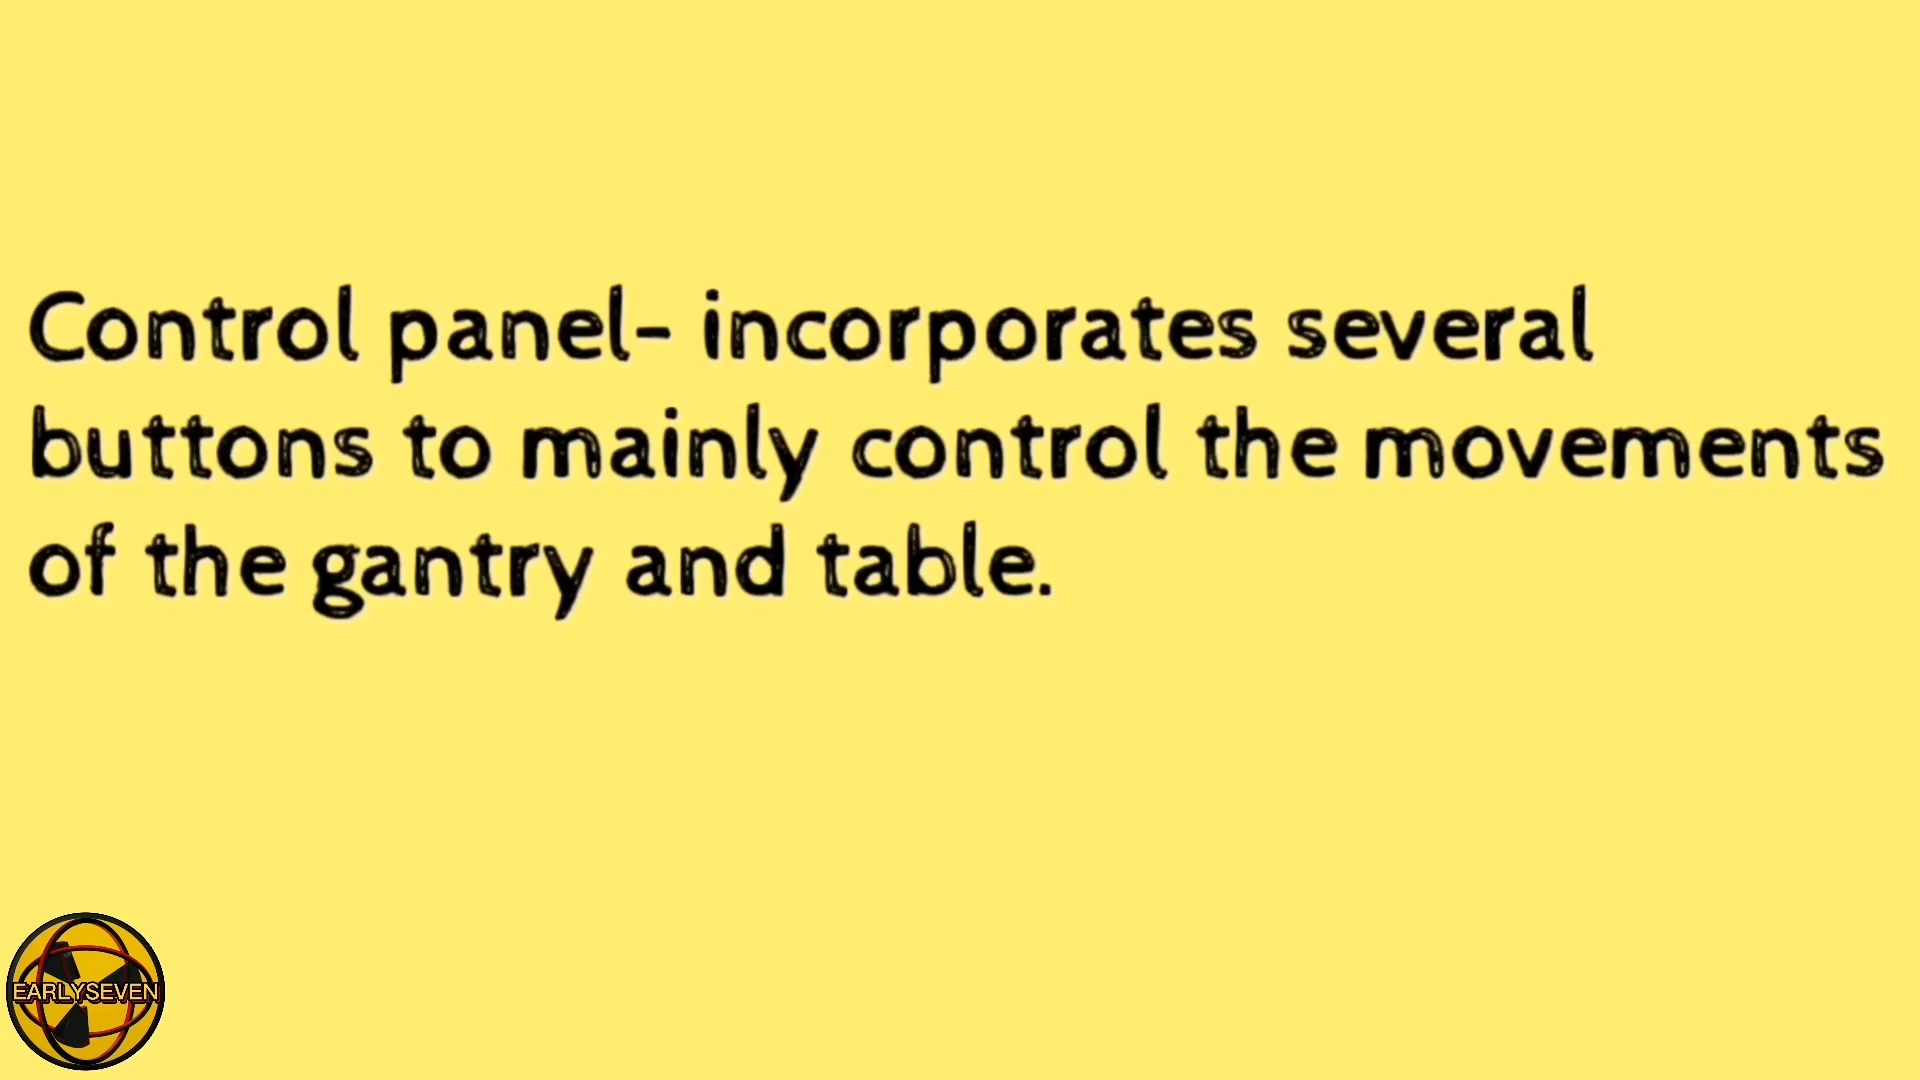 Control panel- incorporates several
buttons to mainly control the movements
of the gantry and table.
EARLYSEVEN